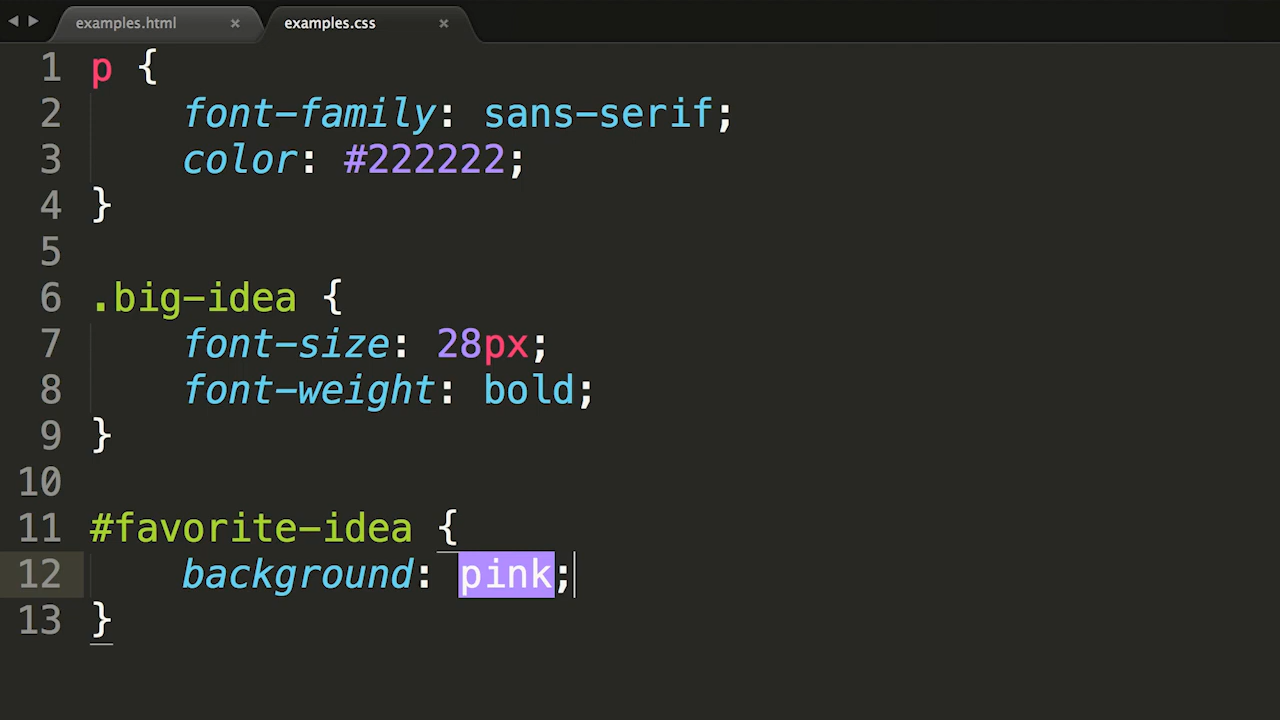 examples.html ×
examples.css ×
1 p {
2 font-family: sans-serif;
3 color: #222222;
4 }
5
6 .big-idea {
7 font-size: 28px;
8 font-weight: bold;
9 }
10
11 #favorite-idea {
12 background: pink;
13 }